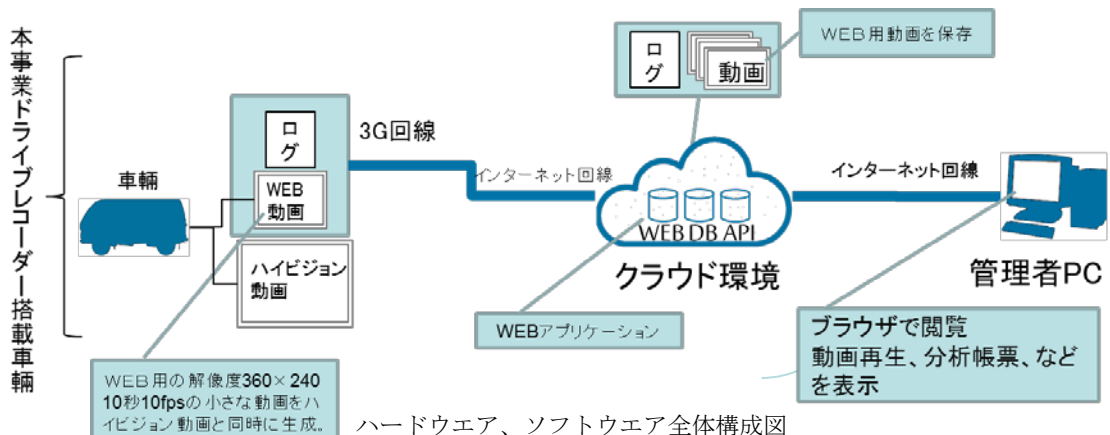 本事業ドライブレコーダー搭載車輛
車輛
ログ
WEB
動画
ハイビジョン
動画
WEB用の解像度360×240
10秒10fpsの小さな動画をハ
イビジョン動画と同時に生成。
3G回線
インターネット回線
ログ
動画
WEB用動画を保存
WEB DB API
クラウド環境
WEBアプリケーション
インターネット回線
管理者PC
ブラウザで閲覧
動画再生、分析帳票、など
を表示
ハードウエア、ソフトウエア全体構成図